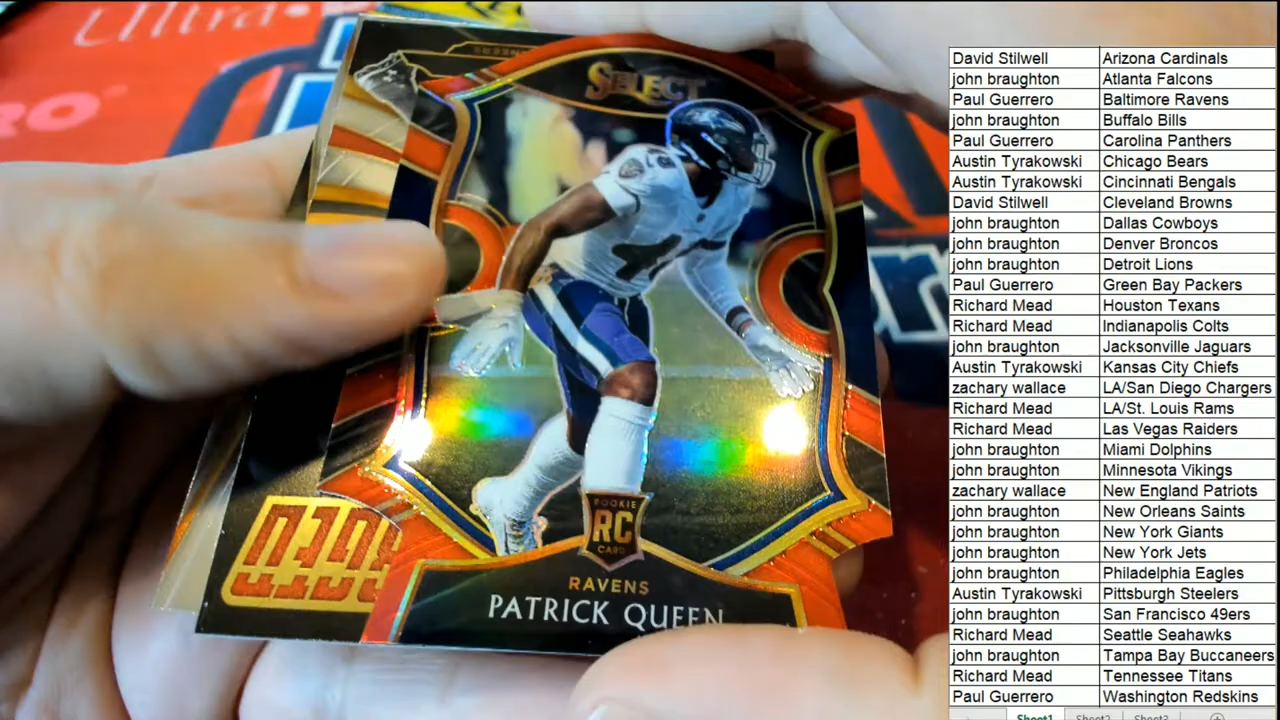 Ultra
RO
SELECT
ROOKIE
RC
CARD
RAVENS
PATRICK QUEEN
David Stilwell Arizona Cardinals
john braughton Atlanta Falcons
Paul Guerrero Baltimore Ravens
john braughton Buffalo Bills
Paul Guerrero Carolina Panthers
Austin Tyrakowski Chicago Bears
Austin Tyrakowski Cincinnati Bengals
David Stilwell Cleveland Browns
john braughton Dallas Cowboys
john braughton Denver Broncos
john braughton Detroit Lions
Paul Guerrero Green Bay Packers
Richard Mead Houston Texans
Richard Mead Indianapolis Colts
john braughton Jacksonville Jaguars
Austin Tyrakowski Kansas City Chiefs
zachary wallace LA/San Diego Chargers
Richard Mead LA/St. Louis Rams
Richard Mead Las Vegas Raiders
john braughton Miami Dolphins
john braughton Minnesota Vikings
zachary wallace New England Patriots
john braughton New Orleans Saints
john braughton New York Giants
john braughton New York Jets
john braughton Philadelphia Eagles
Austin Tyrakowski Pittsburgh Steelers
john braughton San Francisco 49ers
Richard Mead Seattle Seahawks
john braughton Tampa Bay Buccaneers
Richard Mead Tennessee Titans
Paul Guerrero Washington Redskins
Sheet1 Sheet2 Sheet3